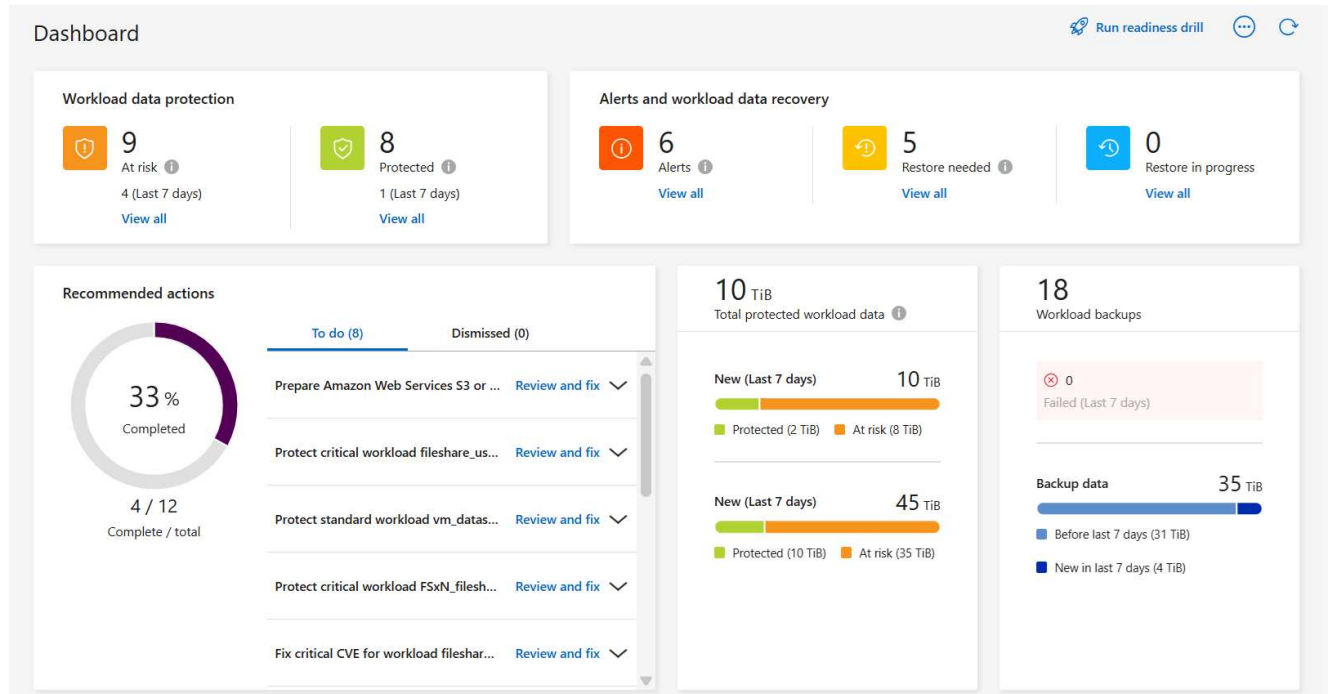 Dashboard
Run readiness drill
Workload data protection
9
At risk
4 (Last 7 days)
View all
8
Protected
1 (Last 7 days)
View all
Alerts and workload data recovery
6
Alerts
View all
5
Restore needed
View all
0
Restore in progress
View all
Recommended actions
33 %
Completed
4 / 12
Complete / total
To do (8)
Dismissed (0)
Prepare Amazon Web Services S3 or ... Review and fix
Protect critical workload fileshare_us... Review and fix
Protect standard workload vm_datas... Review and fix
Protect critical workload FSxN_filesh... Review and fix
Fix critical CVE for workload fileshar... Review and fix
10 TiB
Total protected workload data
New (Last 7 days) 10 TiB
Protected (2 TiB) At risk (8 TiB)
New (Last 7 days) 45 TiB
Protected (10 TiB) At risk (35 TiB)
18
Workload backups
0
Failed (Last 7 days)
Backup data 35 TiB
Before last 7 days (31 TiB)
New in last 7 days (4 TiB)